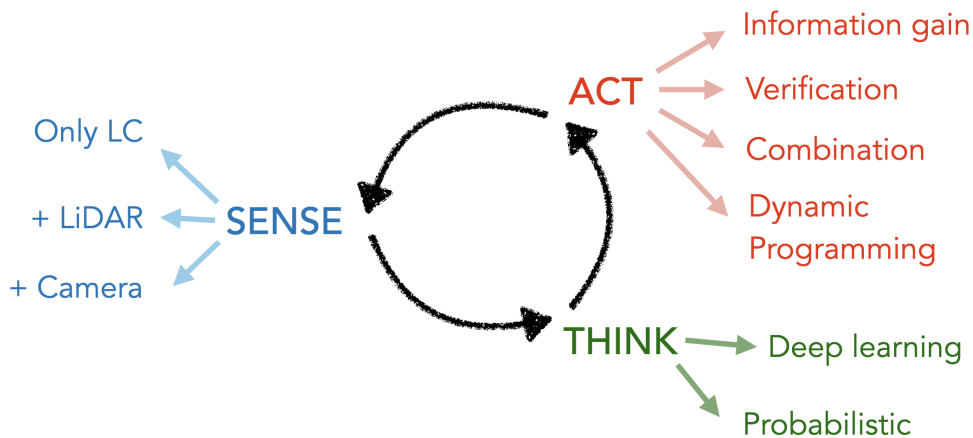 Information gain
ACT
Verification
Only LC
Combination
+ LiDAR
SENSE
Dynamic
Programming
+ Camera
THINK
Deep learning
Probabilistic